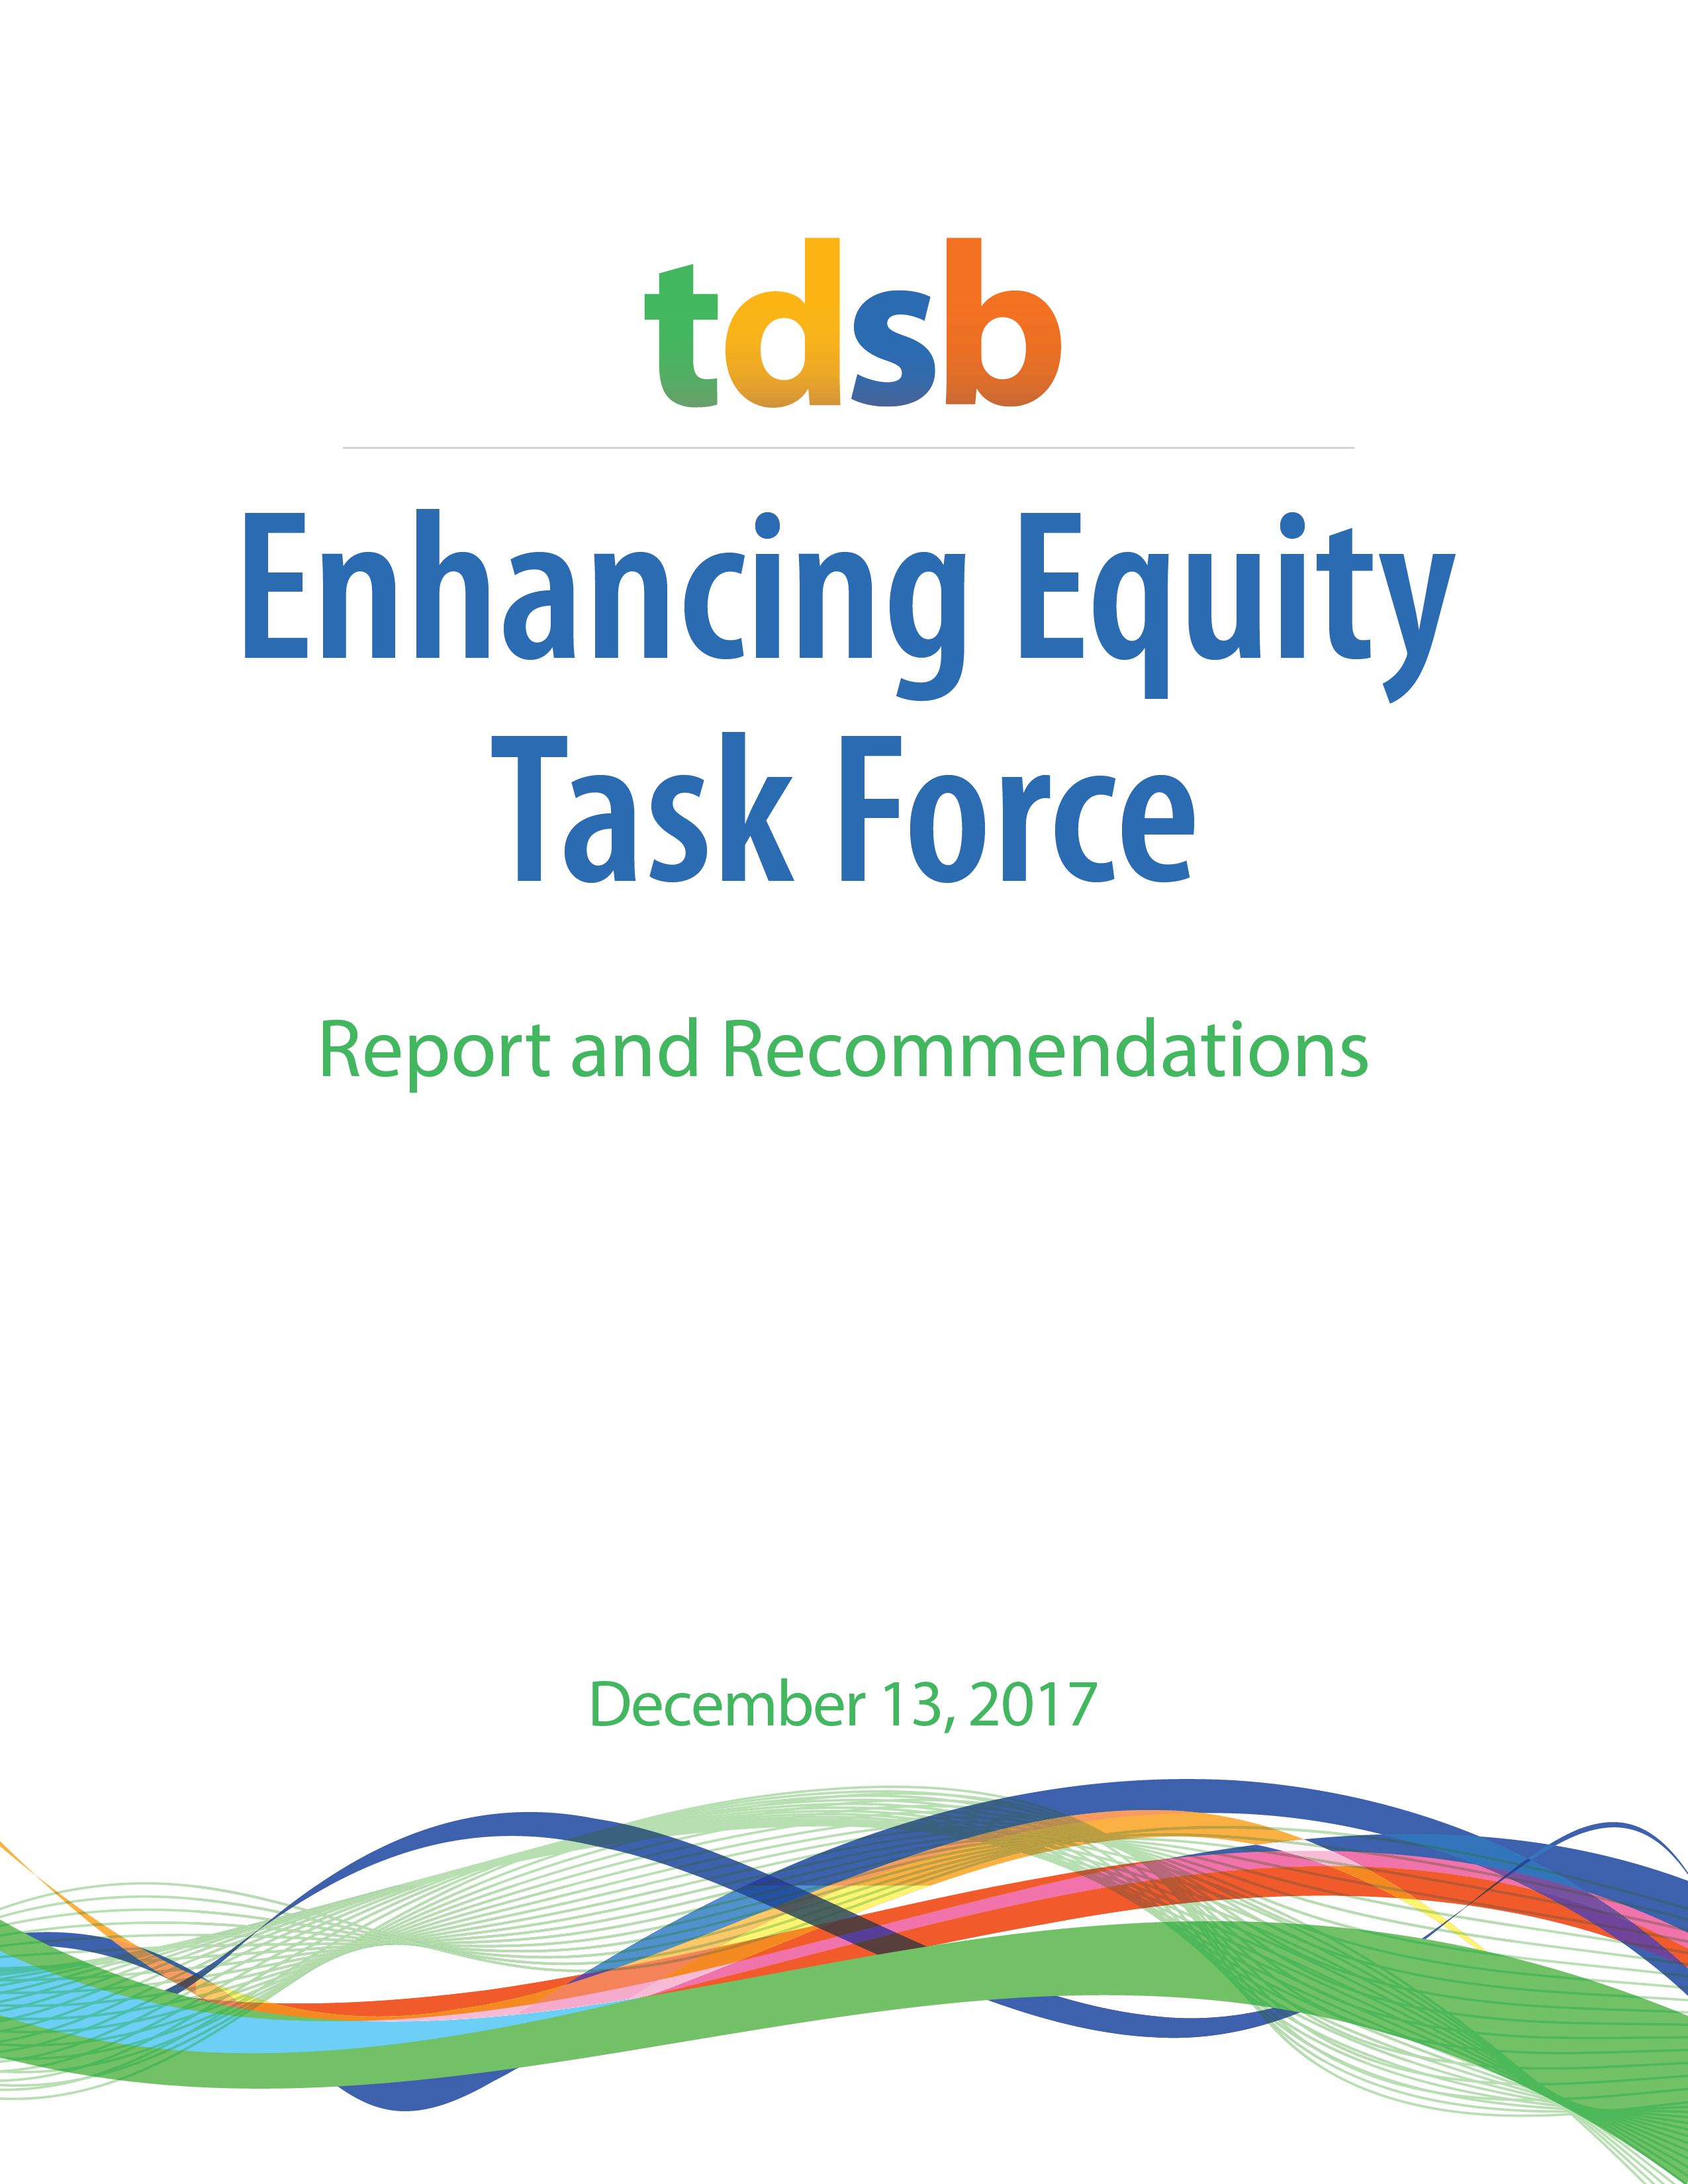 tdsb
Enhancing Equity
Task Force
Report and Recommendations
December 13, 2017